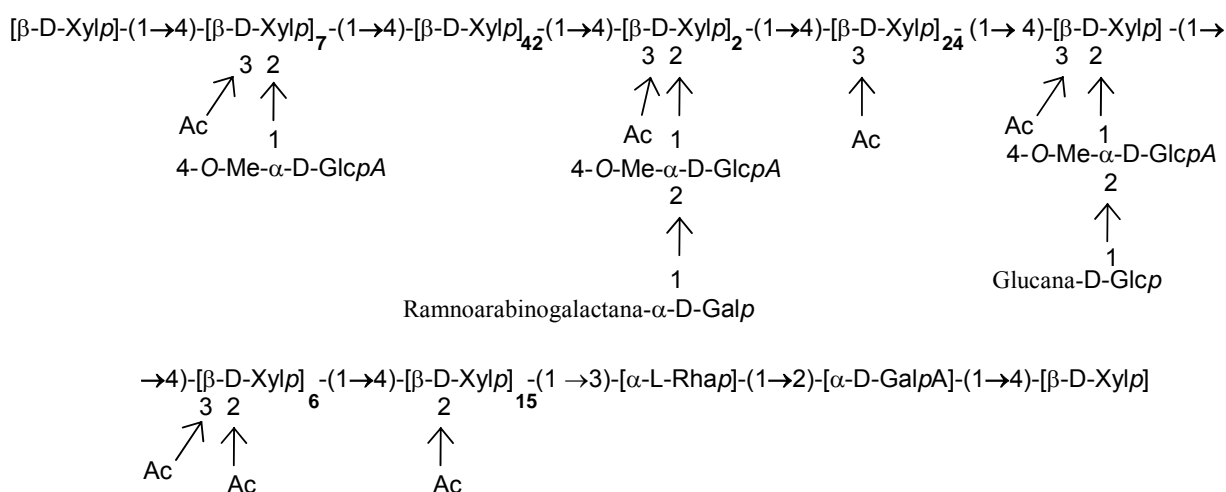 [β-D-Xylp]-(1→4)-[β-D-Xylp]7-(1→4)-[β-D-Xylp]42-(1→4)-[β-D-Xylp]2-(1→4)-[β-D-Xylp]24-(1→ 4)-[β-D-Xylp] -(1→
3 2 3 2 3 3 2
Ac Ac Ac Ac
1 1 1
4-O-Me-α-D-GlcpA 4-O-Me-α-D-GlcpA 4-O-Me-α-D-GlcpA
2 2
1 1
Ramnoarabinogalactana-α-D-Galp Glucana-D-Glcp
→4)-[β-D-Xylp]6-(1→4)-[β-D-Xylp]15-(1 →3)-[α-L-Rhap]-(1→2)-[α-D-GalpA]-(1→4)-[β-D-Xylp]
3 2 2
Ac Ac Ac